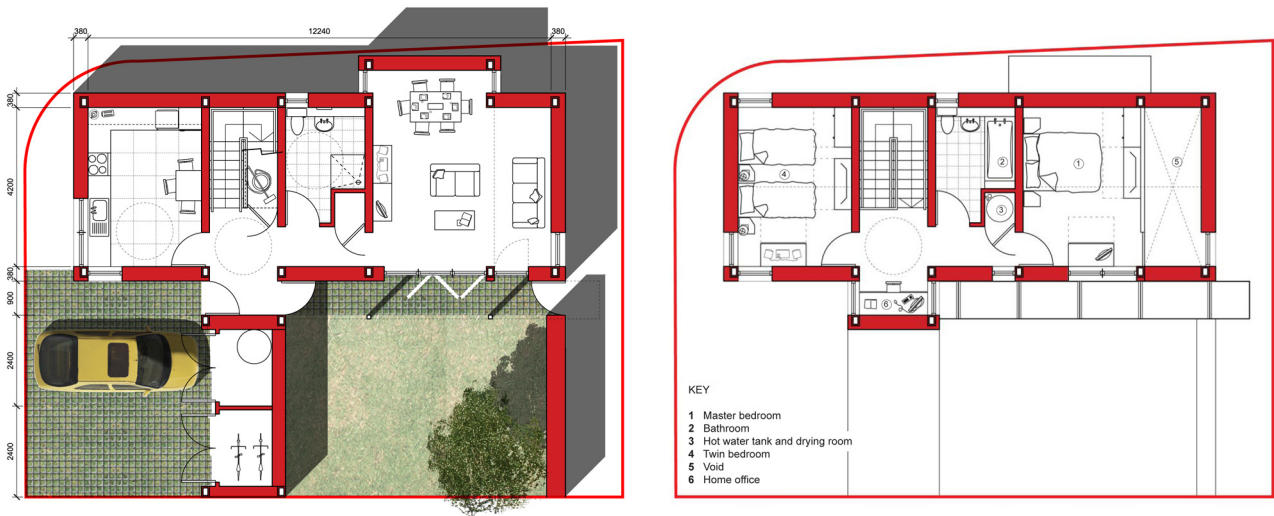 380
12240
380
380
4200
380
900
2400
2400
4
2
3
1
5
6
KEY
1 Master bedroom
2 Bathroom
3 Hot water tank and drying room
4 Twin bedroom
5 Void
6 Home office